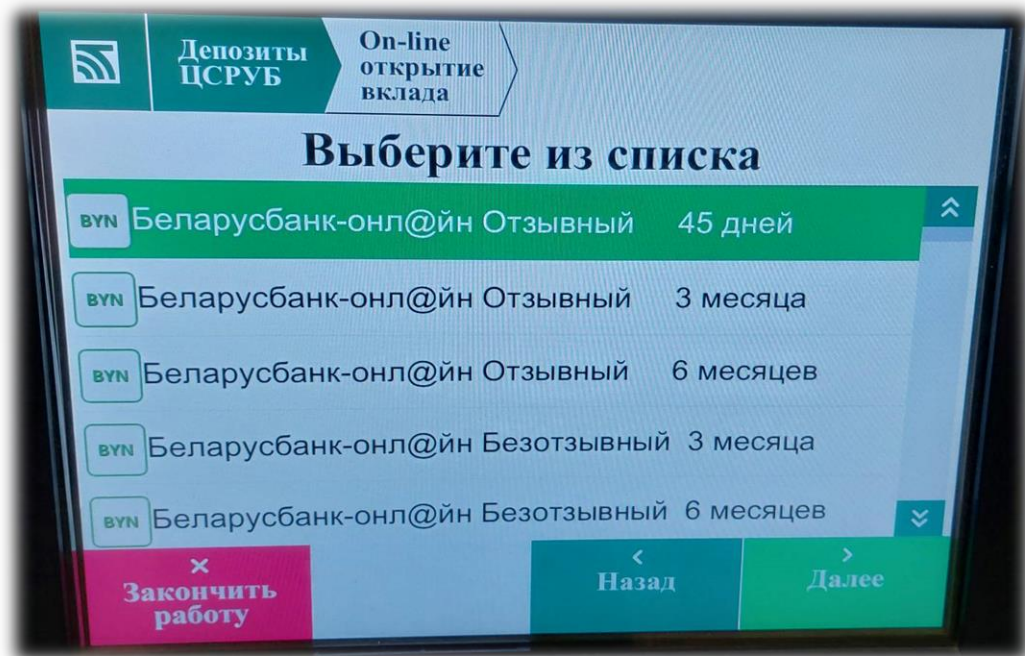 Депозиты
ЦСРУБ
On-line
открытие
вклада
Выберите из списка
BYN Беларусбанк-онл@йн Отзывный 45 дней
BYN Беларусбанк-онл@йн Отзывный 3 месяца
BYN Беларусбанк-онл@йн Отзывный 6 месяцев
BYN Беларусбанк-онл@йн Безотзывный 3 месяца
BYN Беларусбанк-онл@йн Безотзывный 6 месяцев
Закончить
работу
Назад
Далее